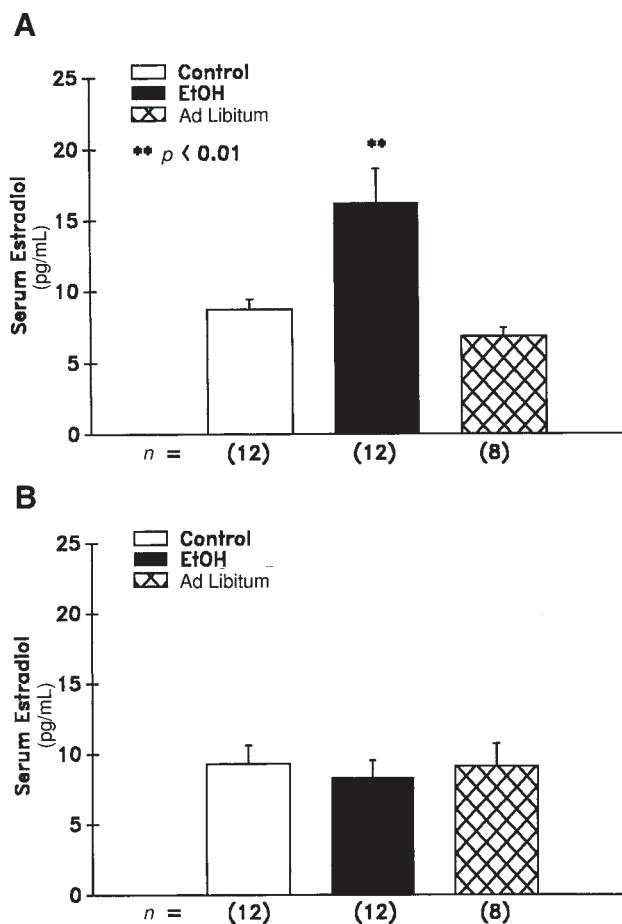 A
25
20
15
10
5
0
Serum Estradiol
(pg/mL)
Control
EtOH
Ad Libitum
** p < 0.01
**
n = (12) (12) (8)
B
25
20
15
10
5
0
Serum Estradiol
(pg/mL)
Control
EtOH
Ad Libitum
n = (12) (12) (8)